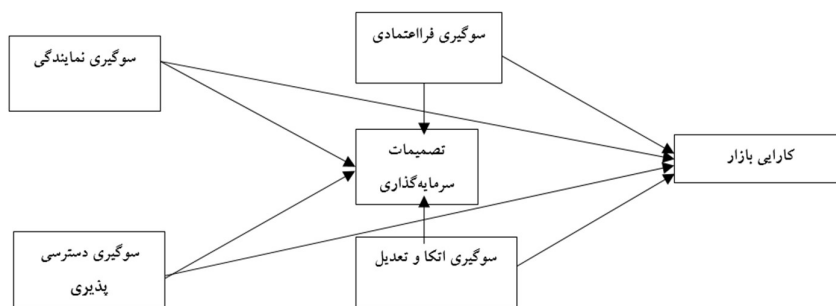 سوگیری فرااعتمادی
سوگیری نمایندگی
تصمیمات
سرمایه‌گذاری
کارایی بازار
سوگیری دسترسی
پذیری
سوگیری اتکا و تعدیل